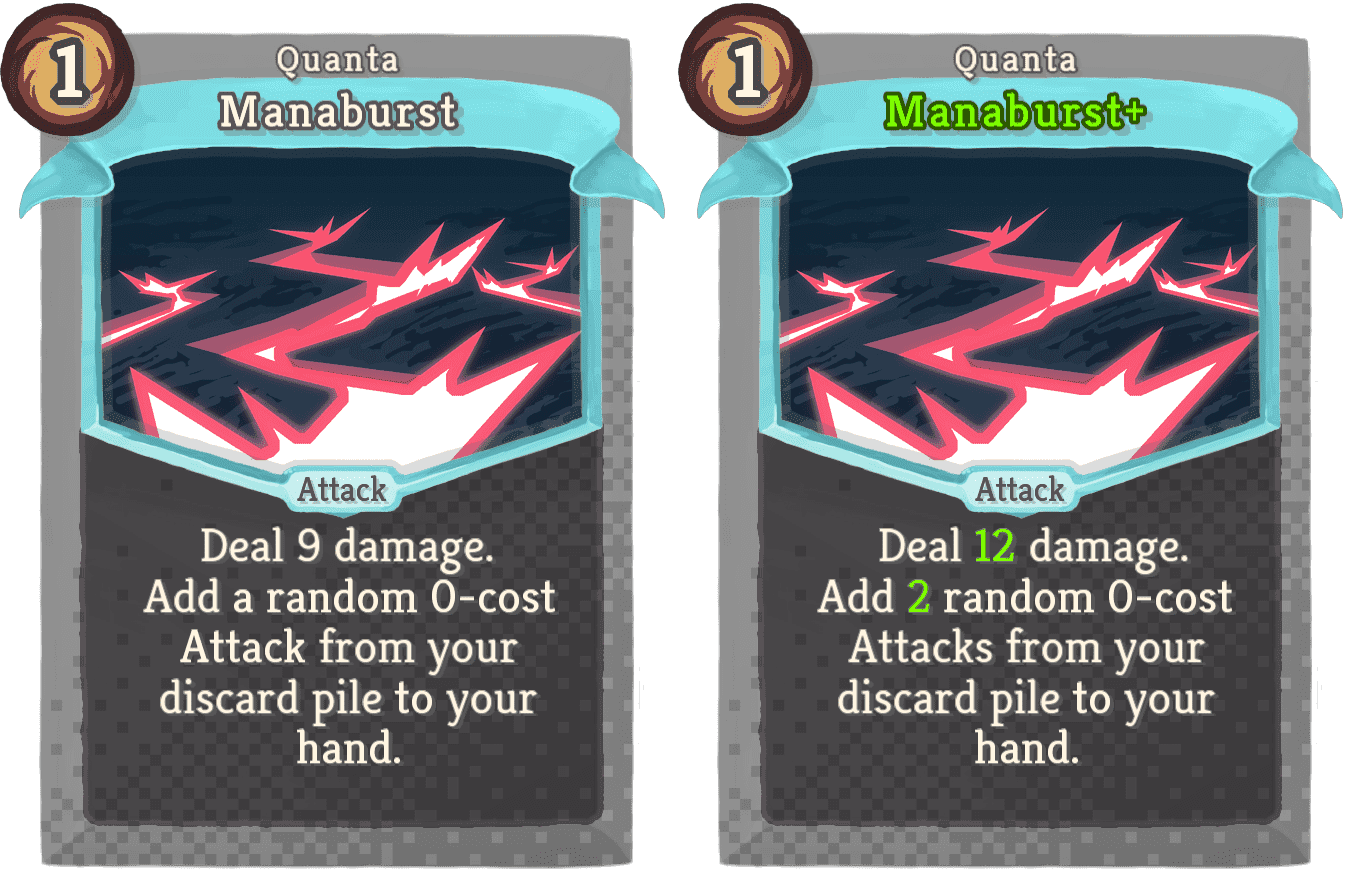 1
Quanta
Manaburst
Attack
Deal 9 damage.
Add a random 0-cost
Attack from your
discard pile to your
hand.
1
Quanta
Manaburst+
Attack
Deal 12 damage.
Add 2 random 0-cost
Attacks from your
discard pile to your
hand.